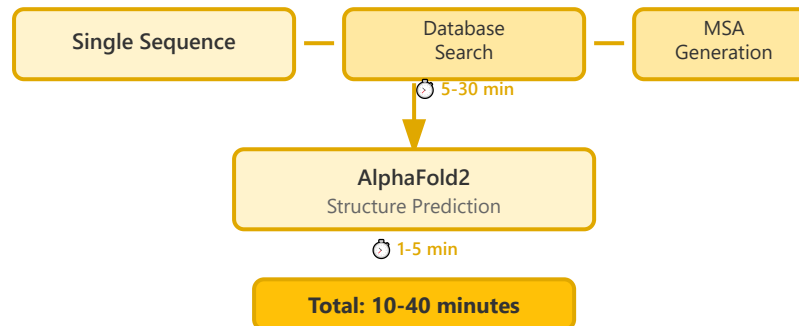 Single Sequence
Database
Search
MSA
Generation
5-30 min
AlphaFold2
Structure Prediction
1-5 min
Total: 10-40 minutes